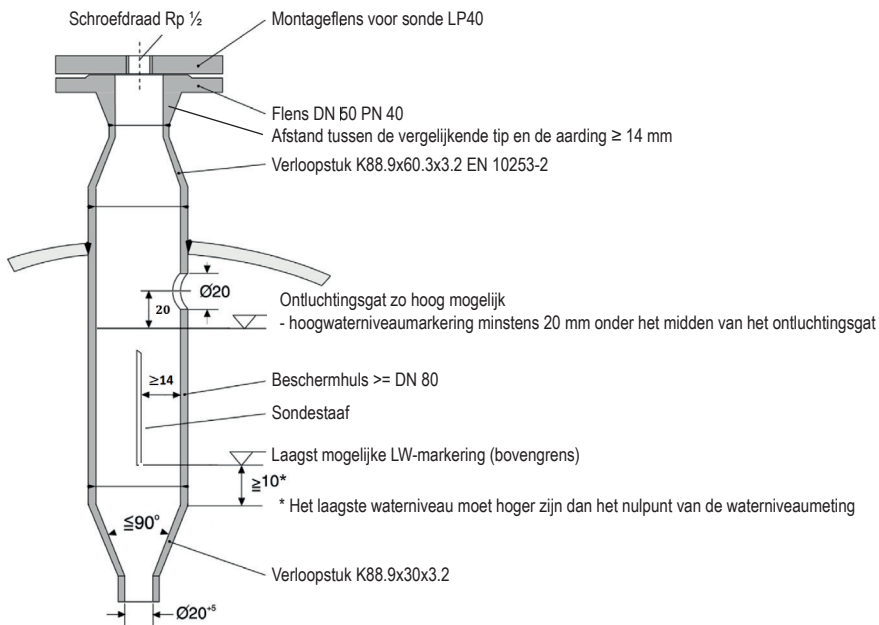 Schroefdraad Rp ½
Montageflens voor sonde LP40
Flens DN 50 PN 40
Afstand tussen de vergelijkende tip en de aarding ≥ 14 mm
Verloopstuk K88.9x60.3x3.2 EN 10253-2
Ø20
20
Ontluchtingsgat zo hoog mogelijk
- hoogwaterniveaumarkering minstens 20 mm onder het midden van het ontluchtingsgat
≥14
Beschermhuls >= DN 80
Sondestaaf
Laagst mogelijke LW-markering (bovengrens)
≧10*
* Het laagste waterniveau moet hoger zijn dan het nulpunt van de waterniveaumeting
≦90°
Verloopstuk K88.9x30x3.2
Ø20⁺⁵